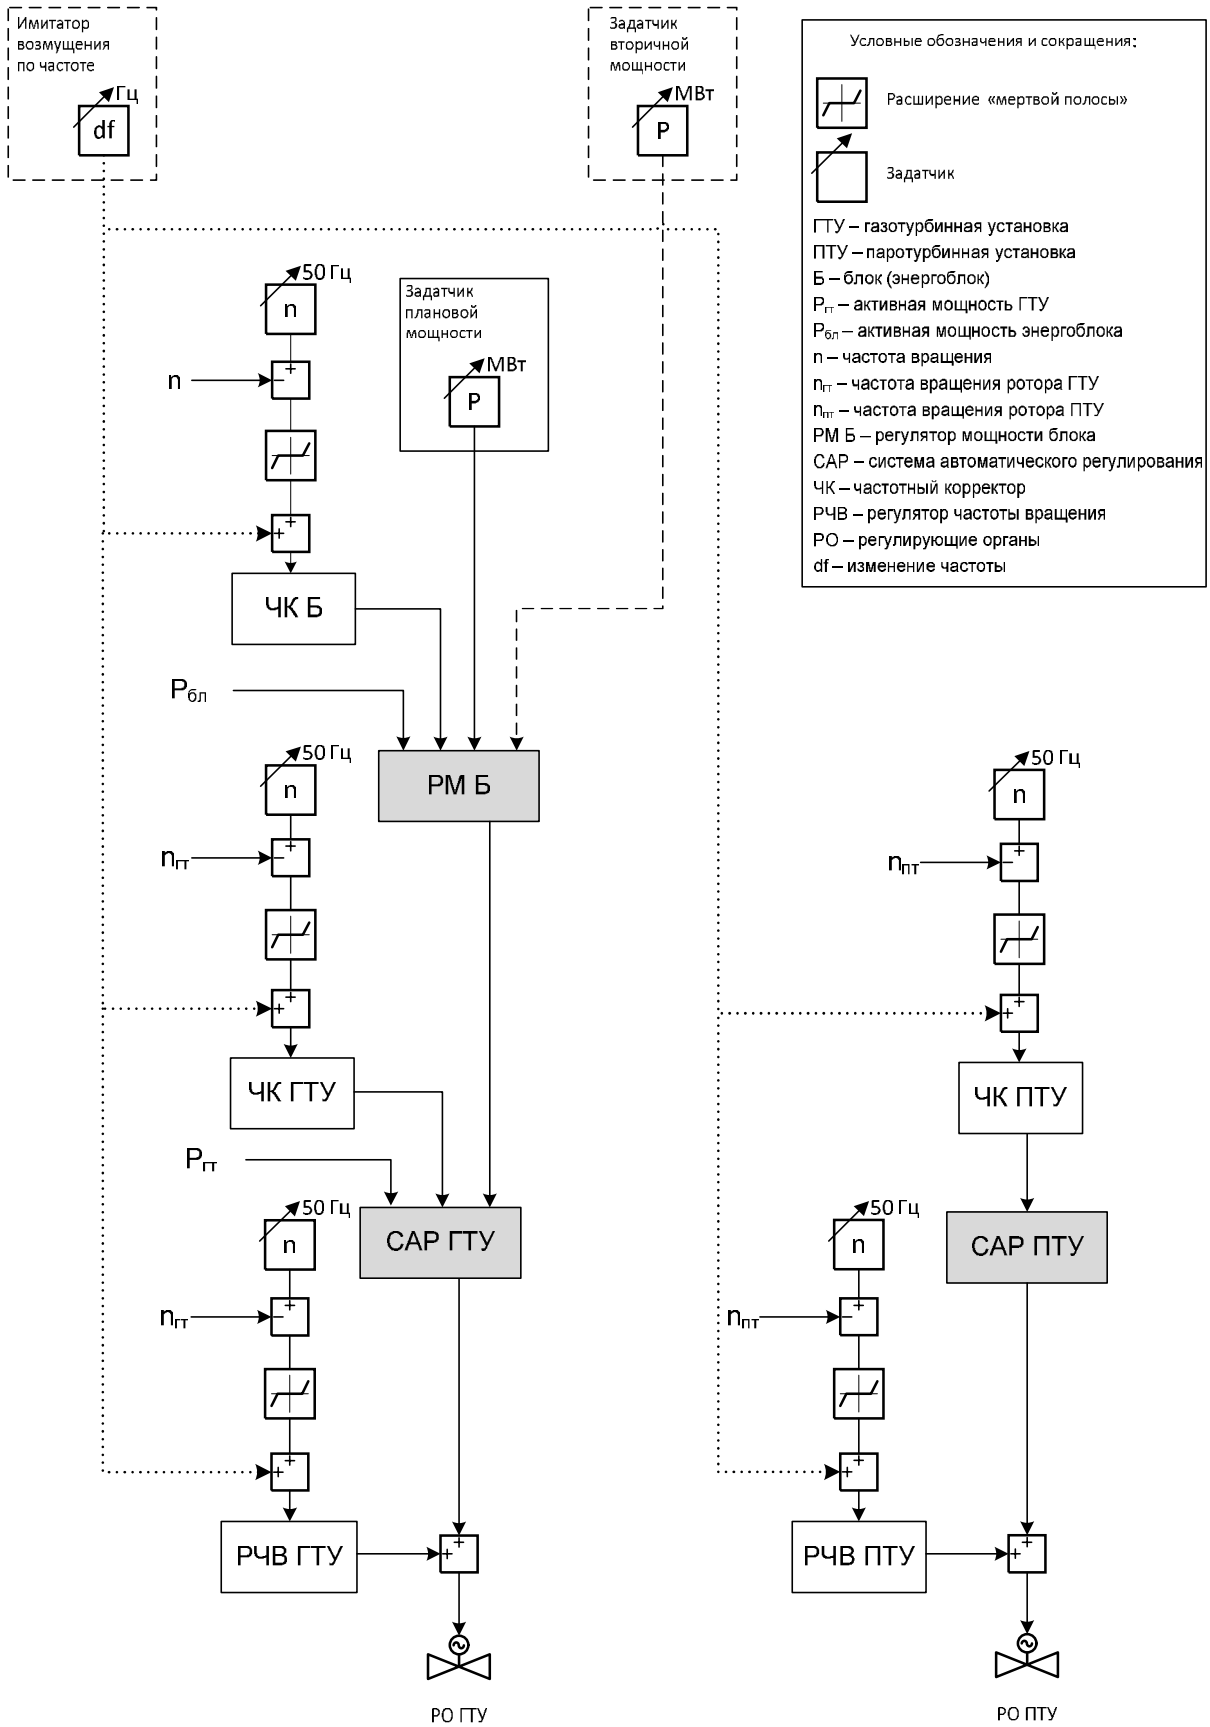 Имитатор
возмущения
по частоте
Гц
df
Задатчик
вторичной
мощности
МВт
P
Условные обозначения и сокращения:
Расширение «мертвой полосы»
Задатчик
ГТУ – газотурбинная установка
ПТУ – паротурбинная установка
Б – блок (энергоблок)
Pгт – активная мощность ГТУ
Pбл – активная мощность энергоблока
n – частота вращения
nгт – частота вращения ротора ГТУ
nпт – частота вращения ротора ПТУ
РМ Б – регулятор мощности блока
САР – система автоматического регулирования
ЧК – частотный корректор
РЧВ – регулятор частоты вращения
РО – регулирующие органы
df – изменение частоты
50 Гц
n
+
n
−
Задатчик
плановой
мощности
МВт
P
+
+
ЧК Б
Pбл
РМ Б
50 Гц
n
+
nгт
−
+
+
ЧК ГТУ
Pгт
САР ГТУ
50 Гц
n
+
nгт
−
+
+
РЧВ ГТУ
+
+
РО ГТУ
50 Гц
n
+
nпт
−
+
+
ЧК ПТУ
САР ПТУ
50 Гц
n
+
nпт
−
+
+
РЧВ ПТУ
+
+
РО ПТУ